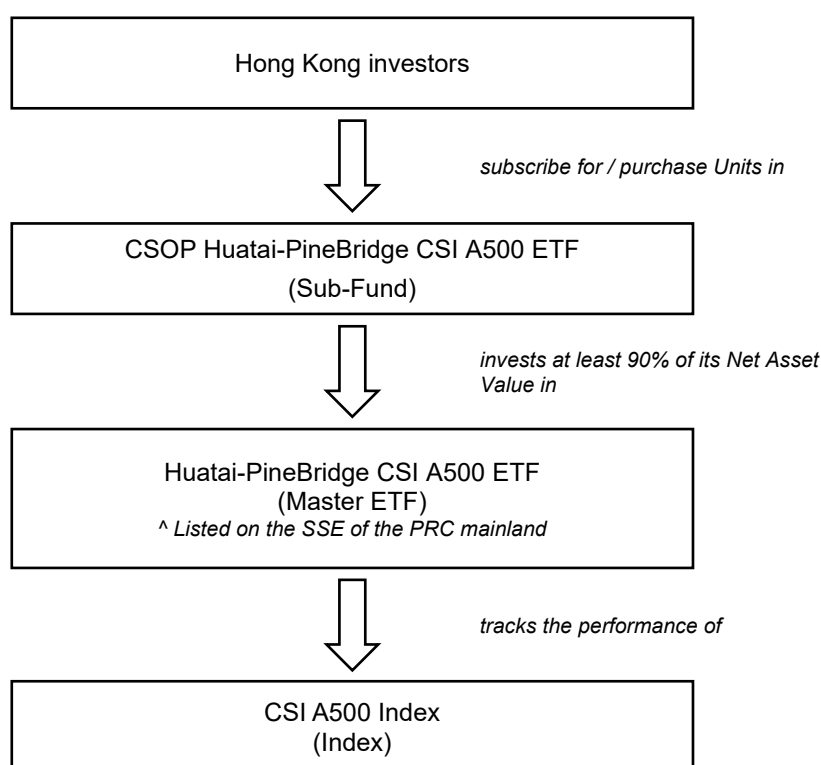 Hong Kong investors
subscribe for / purchase Units in
CSOP Huatai-PineBridge CSI A500 ETF
(Sub-Fund)
invests at least 90% of its Net Asset
Value in
Huatai-PineBridge CSI A500 ETF
(Master ETF)
^ Listed on the SSE of the PRC mainland
tracks the performance of
CSI A500 Index
(Index)